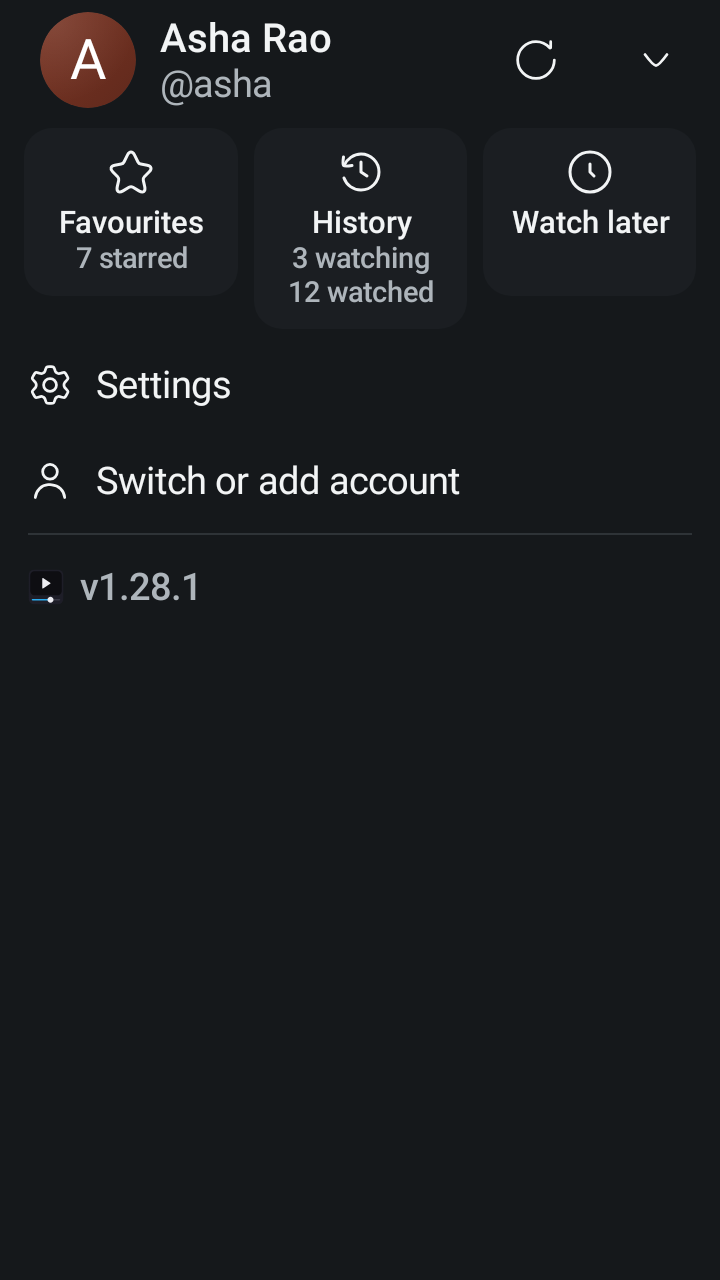 A
Asha Rao
@asha
Favourites
7 starred
History
3 watching
12 watched
Watch later
Settings
Switch or add account
v1.28.1